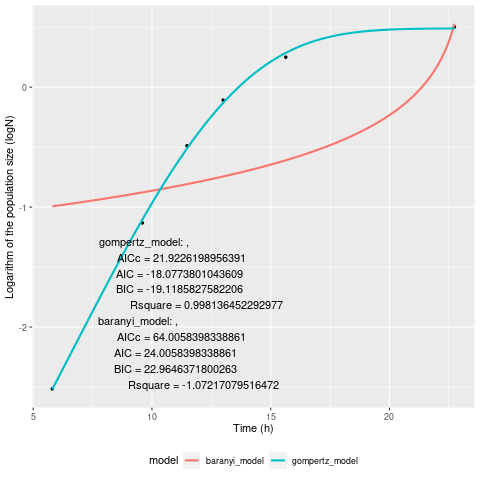 Logarithm of the population size (logN)
0
-1
-2
gompertz_model: ,
AICc = 21.9226198956391
AIC = -18.0773801043609
BIC = -19.1185827582206
Rsquare = 0.998136452292977
baranyi_model: ,
AICc = 64.0058398338861
AIC = 24.0058398338861
BIC = 22.9646371800263
Rsquare = -1.07217079516472
5 10 15 20
Time (h)
model baranyi_model gompertz_model